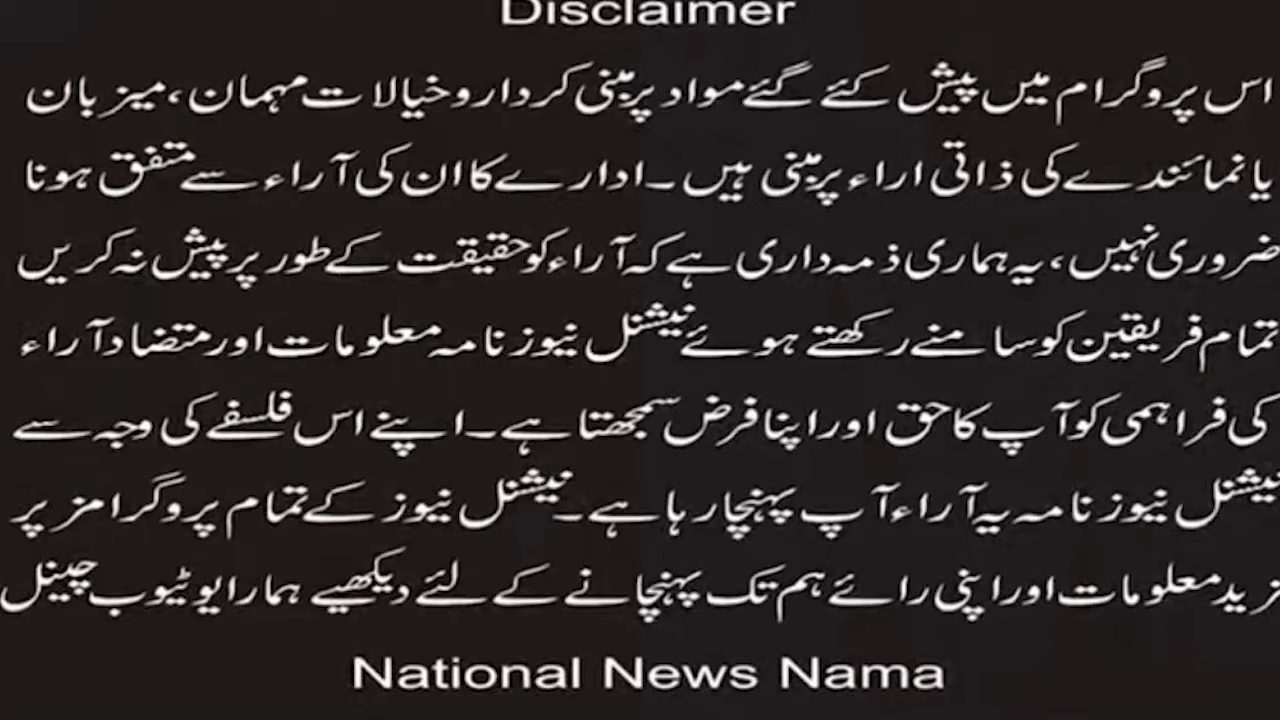 Disclaimer
اس پروگرام میں پیش کئے گئے مواد پر مبنی کردار و خیالات مہمان، میزبان
یا نمائندے کی ذاتی اراء پر مبنی ہیں۔ ادارے کا ان کی آراء سے متفق ہونا
ضروری نہیں، یہ ہماری ذمہ داری ہے کہ آراء کو حقیقت کے طور پر پیش نہ کریں
تمام فریقین کو سامنے رکھتے ہوئے نیشنل نیوز نامہ معلومات اور متضاد آراء
کی فراہمی کو آپ کا حق اور اپنا فرض سمجھتا ہے۔ اپنے اس فلسفے کی وجہ سے
نیشنل نیوز نامہ یہ آراء آپ پہنچا رہا ہے۔ نیشنل نیوز کے تمام پروگرامز پر
مزید معلومات اور اپنی رائے ہم تک پہنچانے کے لئے دیکھیے ہمارا یوٹیوب چینل
National News Nama